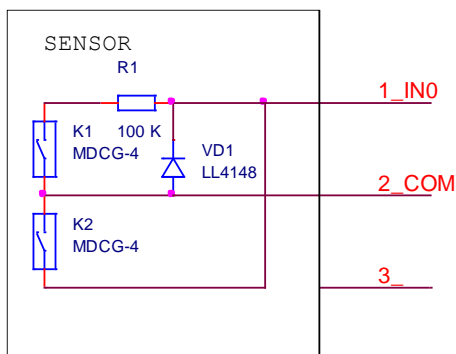 SENSOR
R1
1_IN0
K1
100 K
VD1
MDCG-4
LL4148
2_COM
K2
MDCG-4
3_